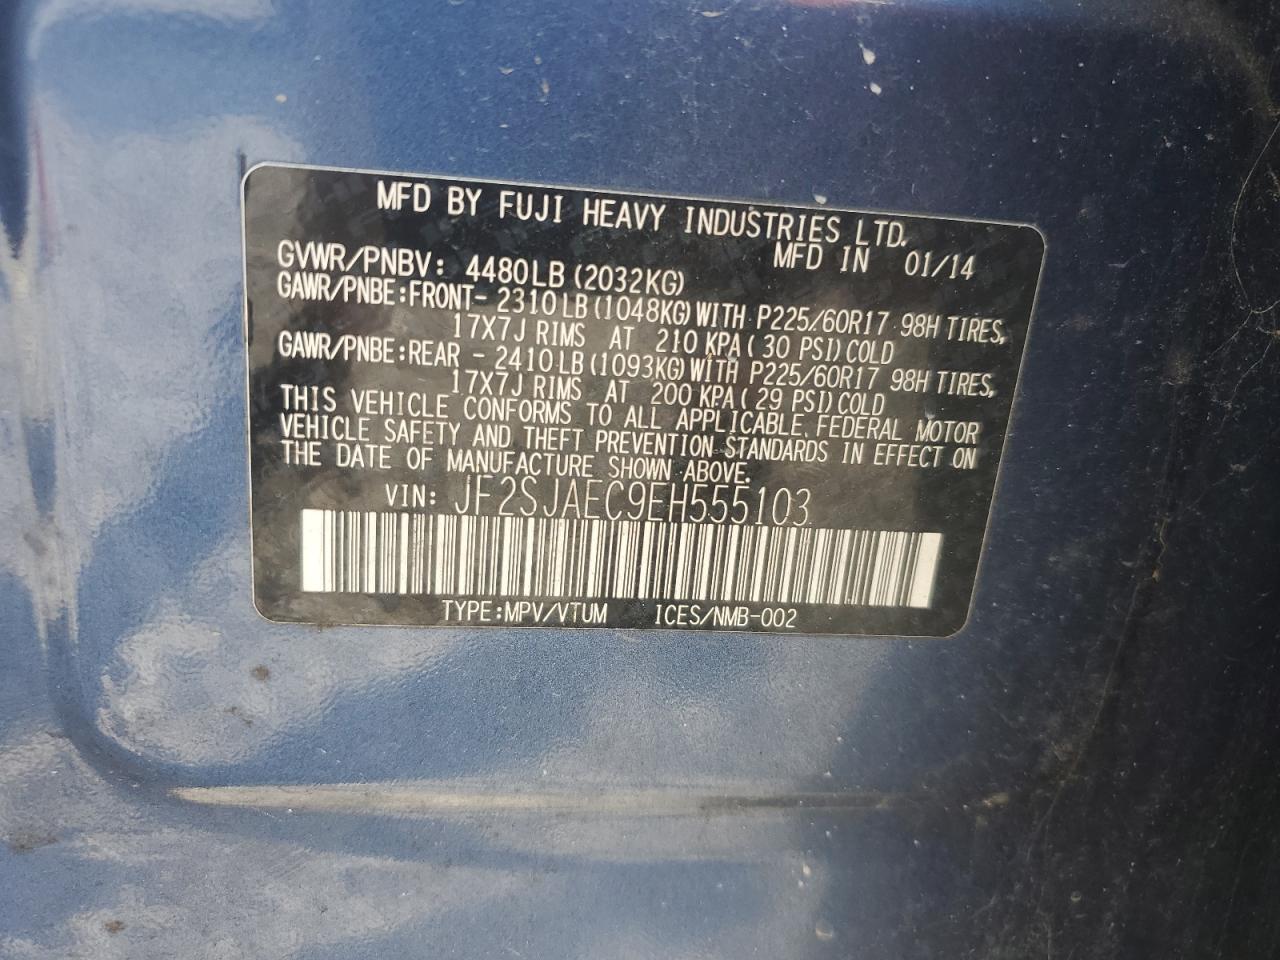 MFD BY FUJI HEAVY INDUSTRIES LTD.
MFD IN 01/14
GVWR/PNBV: 4480LB (2032KG)
GAWR/PNBE:FRONT- 2310LB(1048KG)WITH P225/60R17 98H TIRES,
17X7J RIMS AT 210 KPA( 30 PSI)COLD
GAWR/PNBE:REAR - 2410LB(1093KG)WITH P225/60R17 98H TIRES,
17X7J RIMS AT 200 KPA( 29 PSI)COLD
THIS VEHICLE CONFORMS TO ALL APPLICABLE FEDERAL MOTOR
VEHICLE SAFETY AND THEFT PREVENTION STANDARDS IN EFFECT ON
THE DATE OF MANUFACTURE SHOWN ABOVE.
VIN: JF2SJAEC9EH555103
TYPE:MPV/VTUM ICES/NMB-002